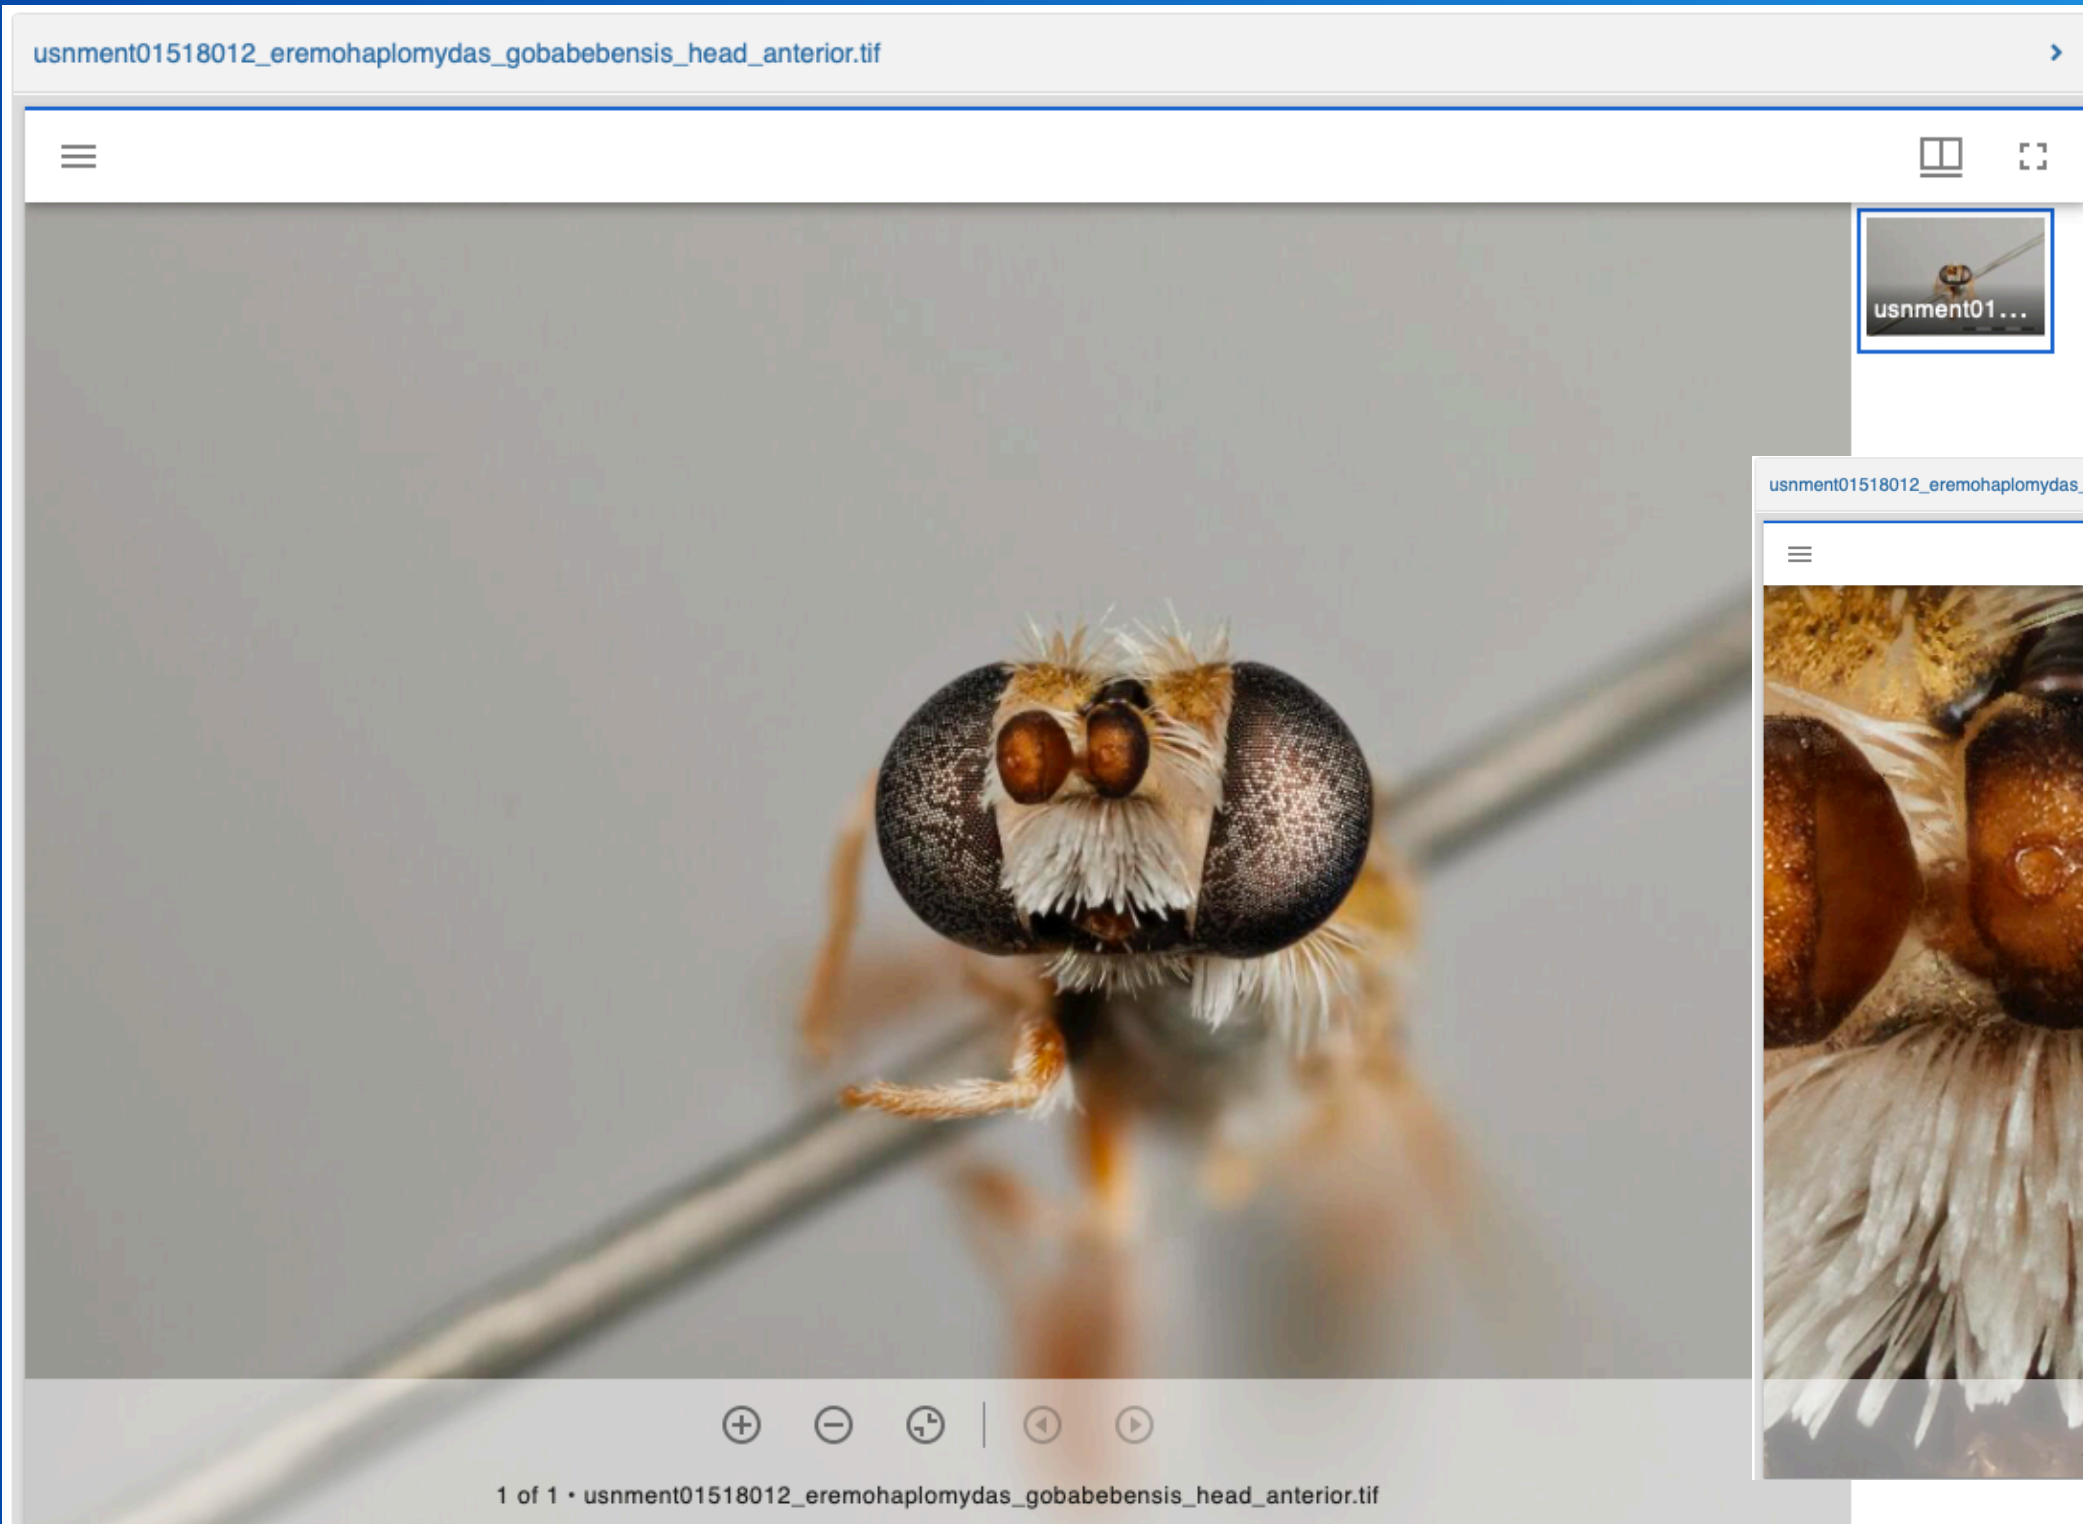 usnment01518012_eremohaplomydas_gobabebensis_head_anterior.tif
usnment01...
usnment01518012_eremohaplomydas_
1 of 1 • usnment01518012_eremohaplomydas_gobabebensis_head_anterior.tif